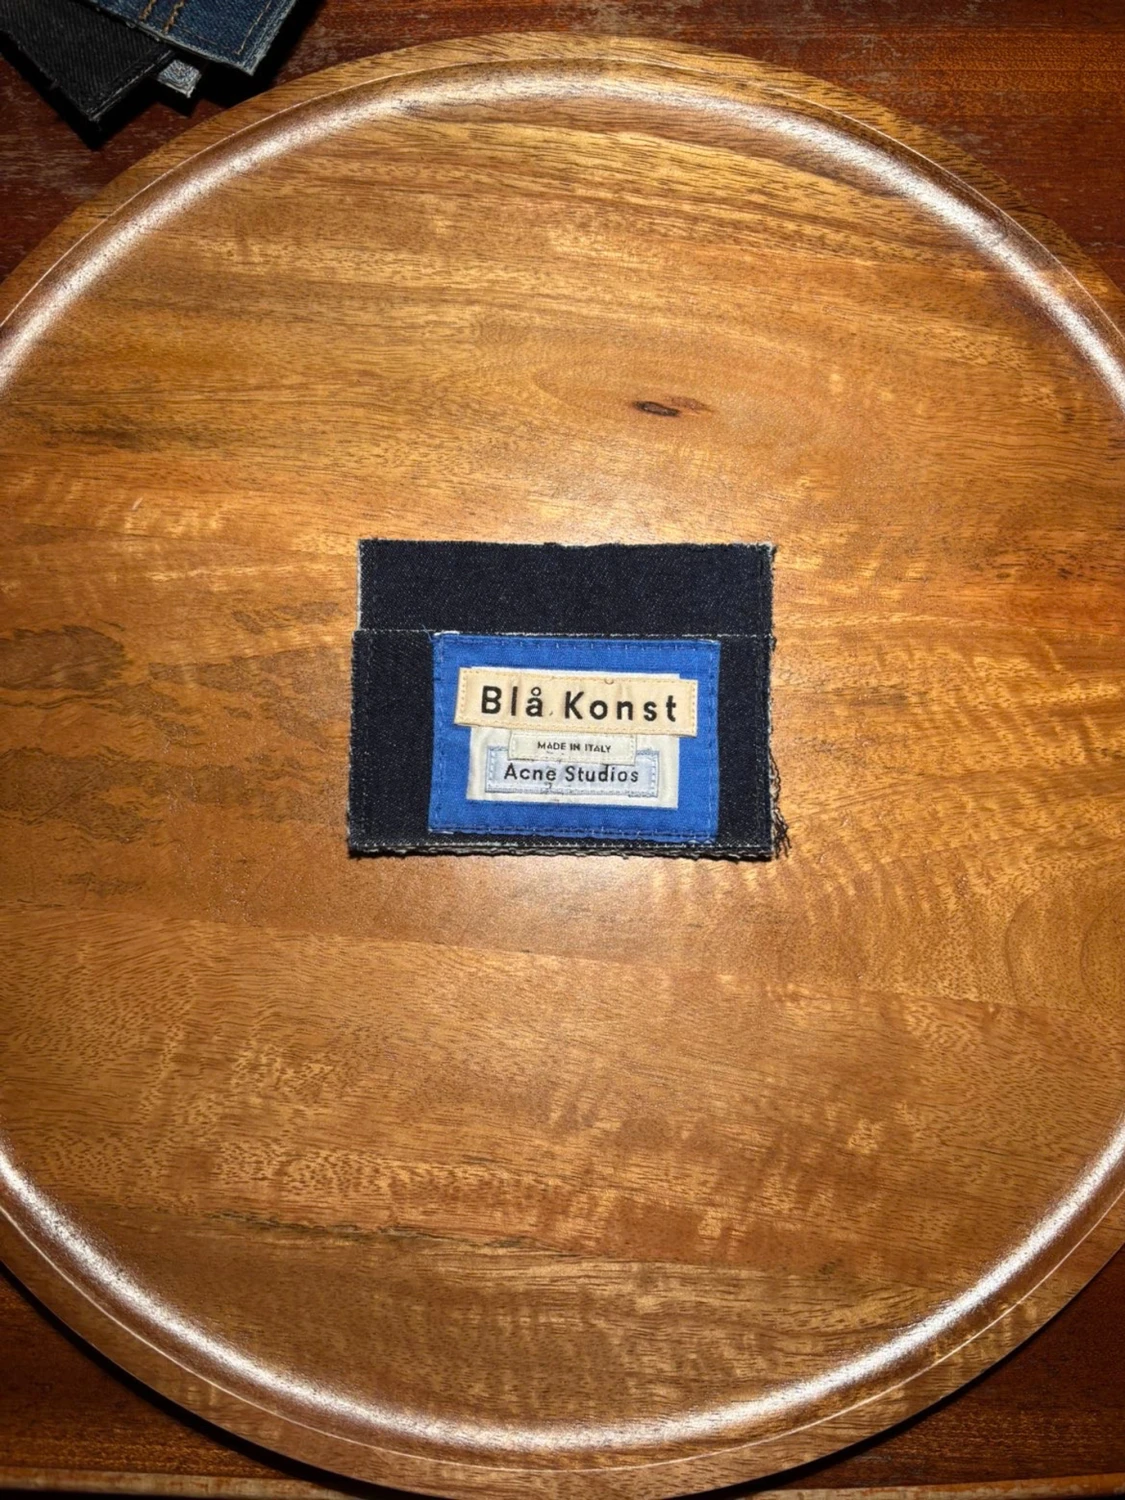 Blå Konst
MADE IN ITALY
Acne Studios